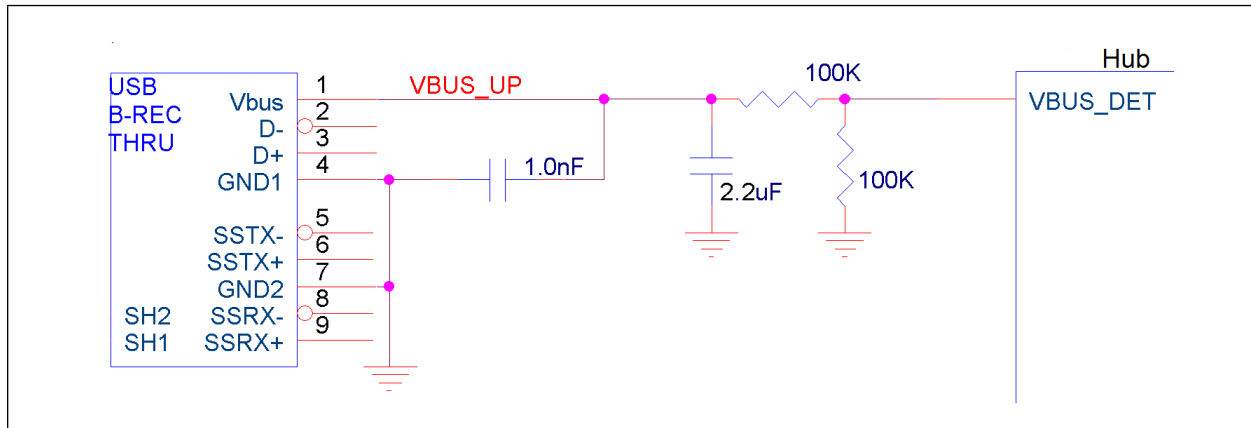 Hub
USB
B-REC
THRU
Vbus
1
VBUS_UP
100K
VBUS_DET
D-
2
D+
3
GND1
4
1.0nF
2.2uF
100K
SSTX-
5
SSTX+
6
GND2
7
SH2
SSRX-
8
SH1
SSRX+
9